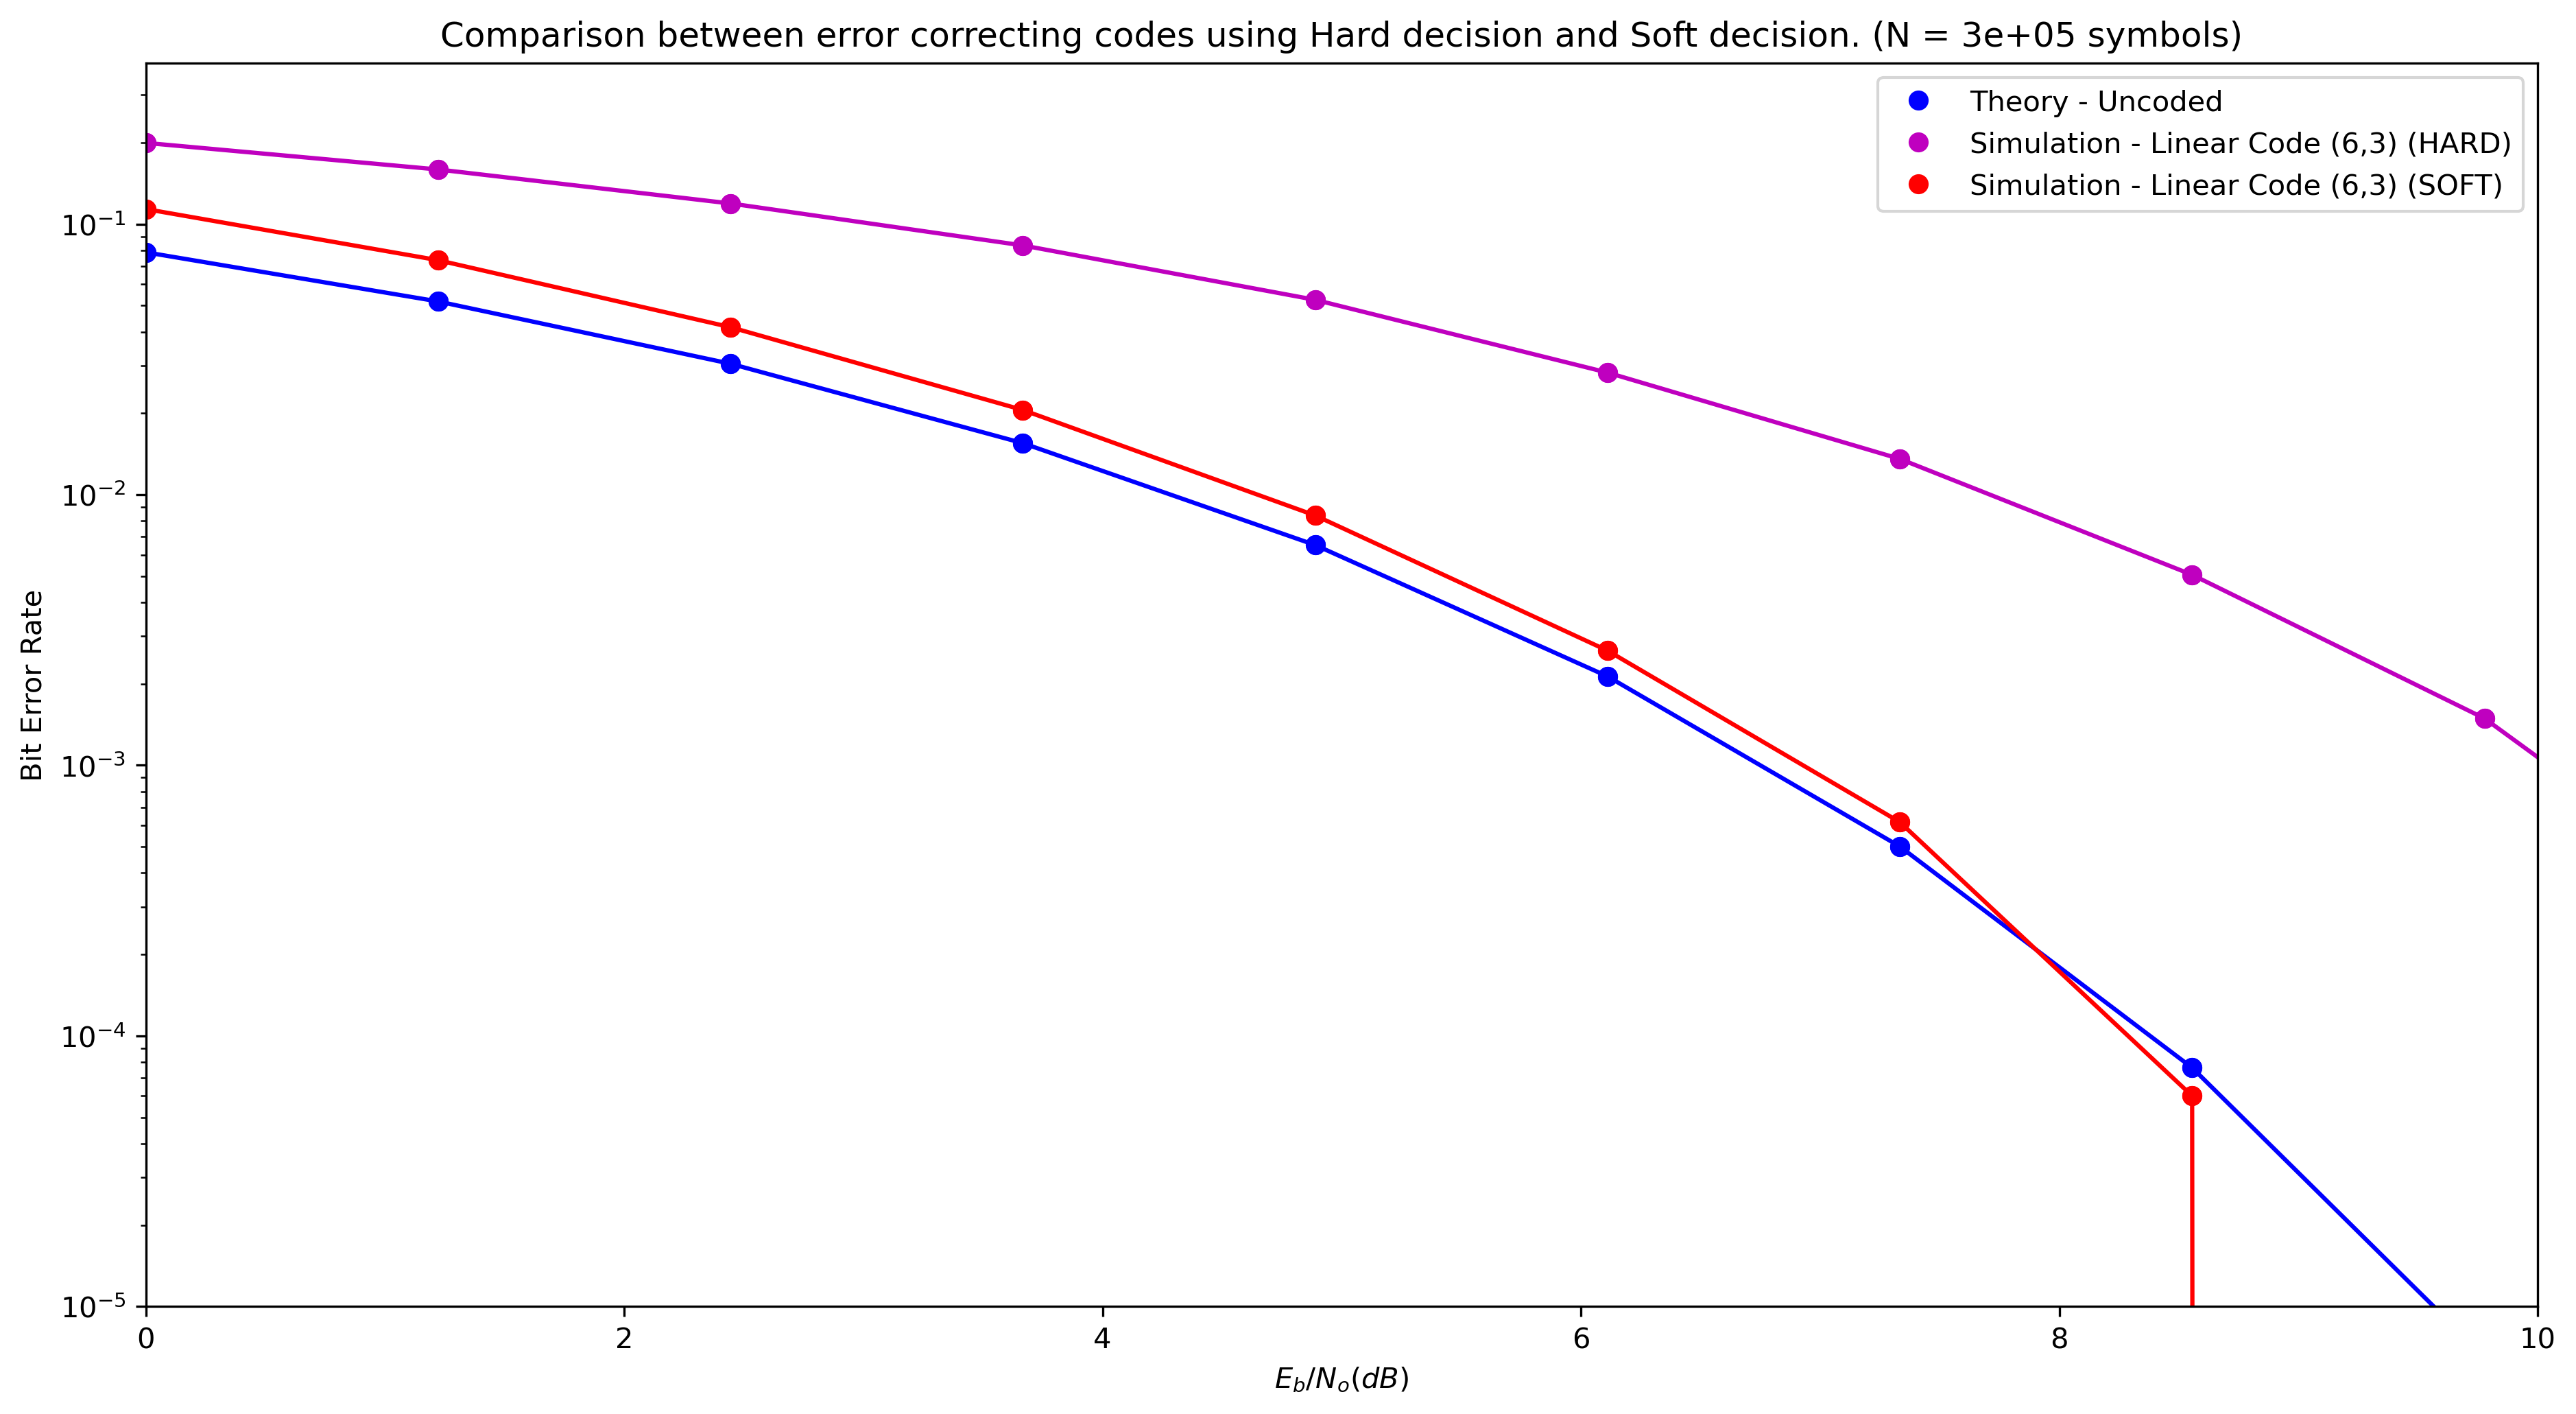 Comparison between error correcting codes using Hard decision and Soft decision. (N = 3e+05 symbols)
Theory - Uncoded
Simulation - Linear Code (6,3) (HARD)
Simulation - Linear Code (6,3) (SOFT)
Bit Error Rate
10⁻¹
10⁻²
10⁻³
10⁻⁴
10⁻⁵
0 2 4 6 8 10
E_b/N_o(dB)